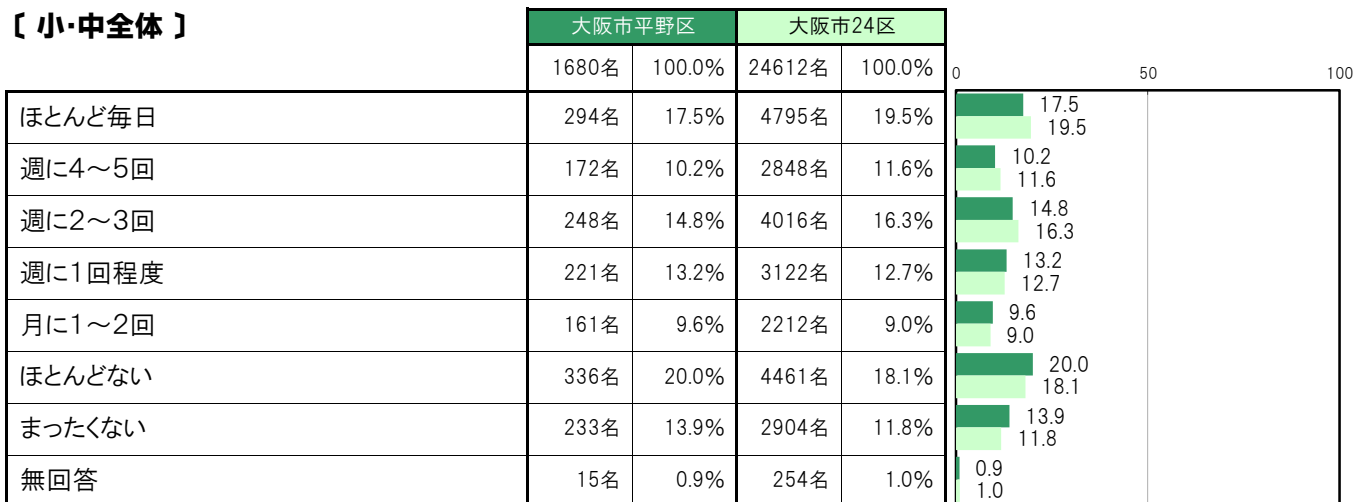 〔 小・中全体 〕
大阪市平野区 大阪市24区
1680名 100.0% 24612名 100.0% 0 50 100
ほとんど毎日 294名 17.5% 4795名 19.5% 17.5
19.5
週に4～5回 172名 10.2% 2848名 11.6% 10.2
11.6
週に2～3回 248名 14.8% 4016名 16.3% 14.8
16.3
週に1回程度 221名 13.2% 3122名 12.7% 13.2
12.7
月に1～2回 161名 9.6% 2212名 9.0% 9.6
9.0
ほとんどない 336名 20.0% 4461名 18.1% 20.0
18.1
まったくない 233名 13.9% 2904名 11.8% 13.9
11.8
無回答 15名 0.9% 254名 1.0% 0.9
1.0